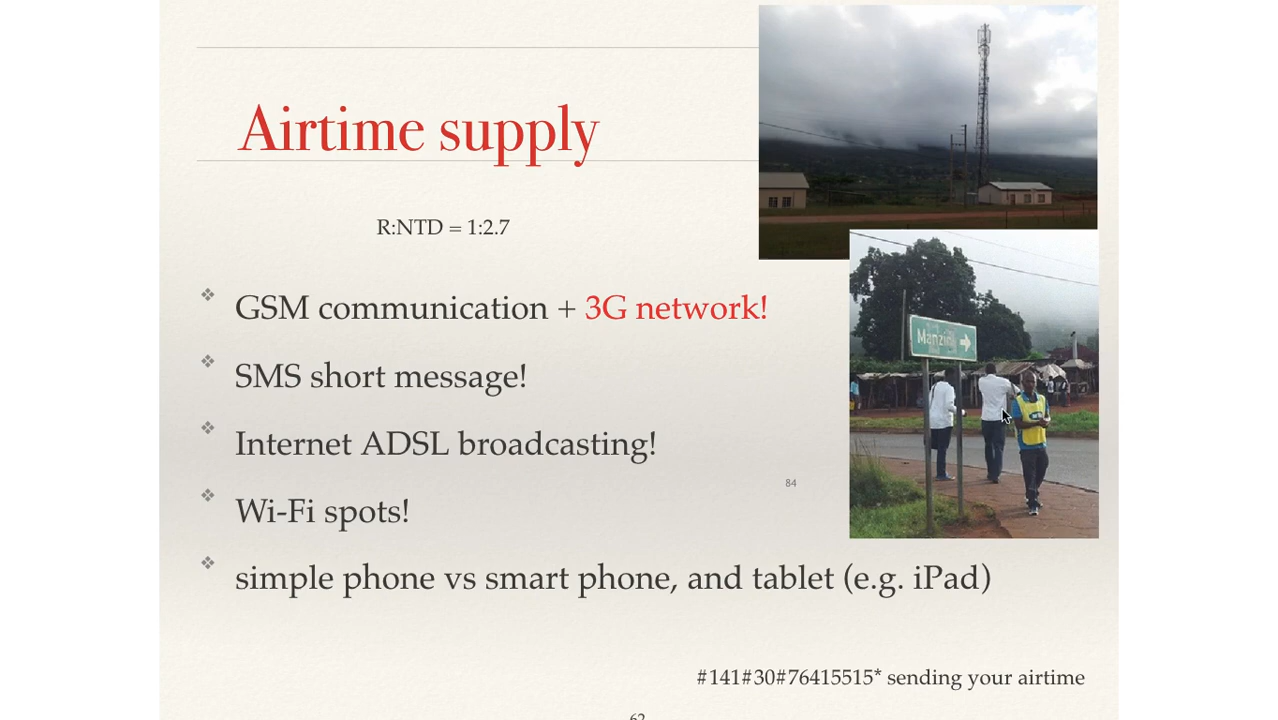 Airtime supply
R:NTD = 1:2.7
GSM communication + 3G network!
SMS short message!
Internet ADSL broadcasting!
Wi-Fi spots!
simple phone vs smart phone, and tablet (e.g. iPad)
Manzini
84
#141#30#76415515* sending your airtime
62